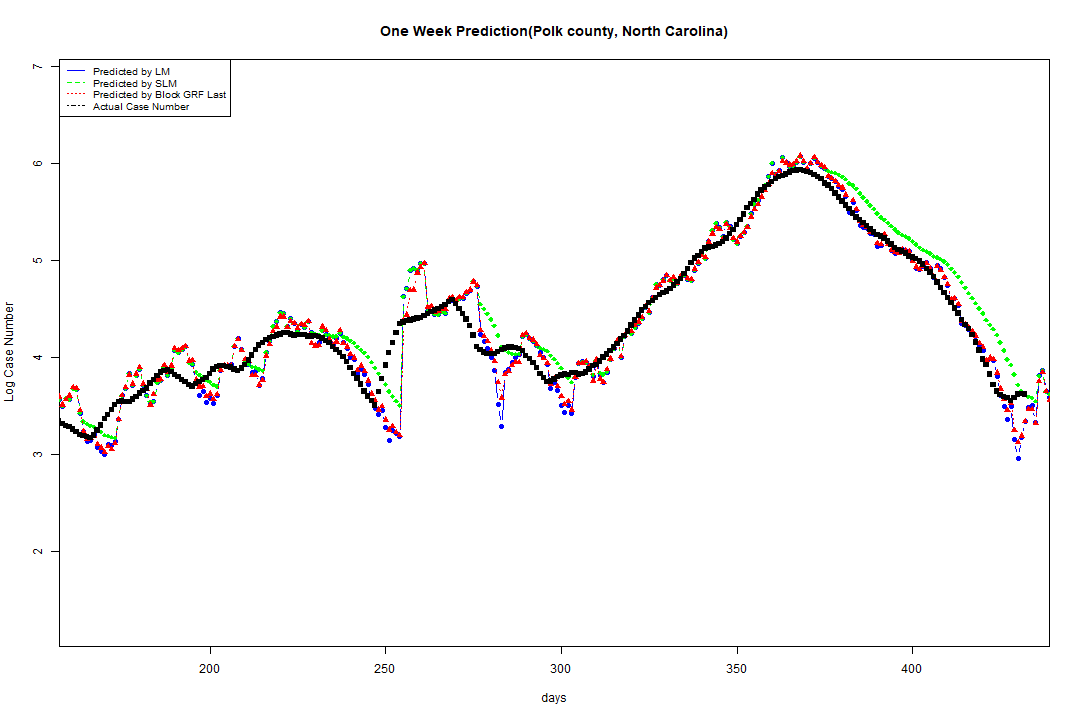 One Week Prediction(Polk county, North Carolina)
Predicted by LM
Predicted by SLM
Predicted by Block GRF Last
Actual Case Number
7
6
5
4
3
2
Log Case Number
200 250 300 350 400
days